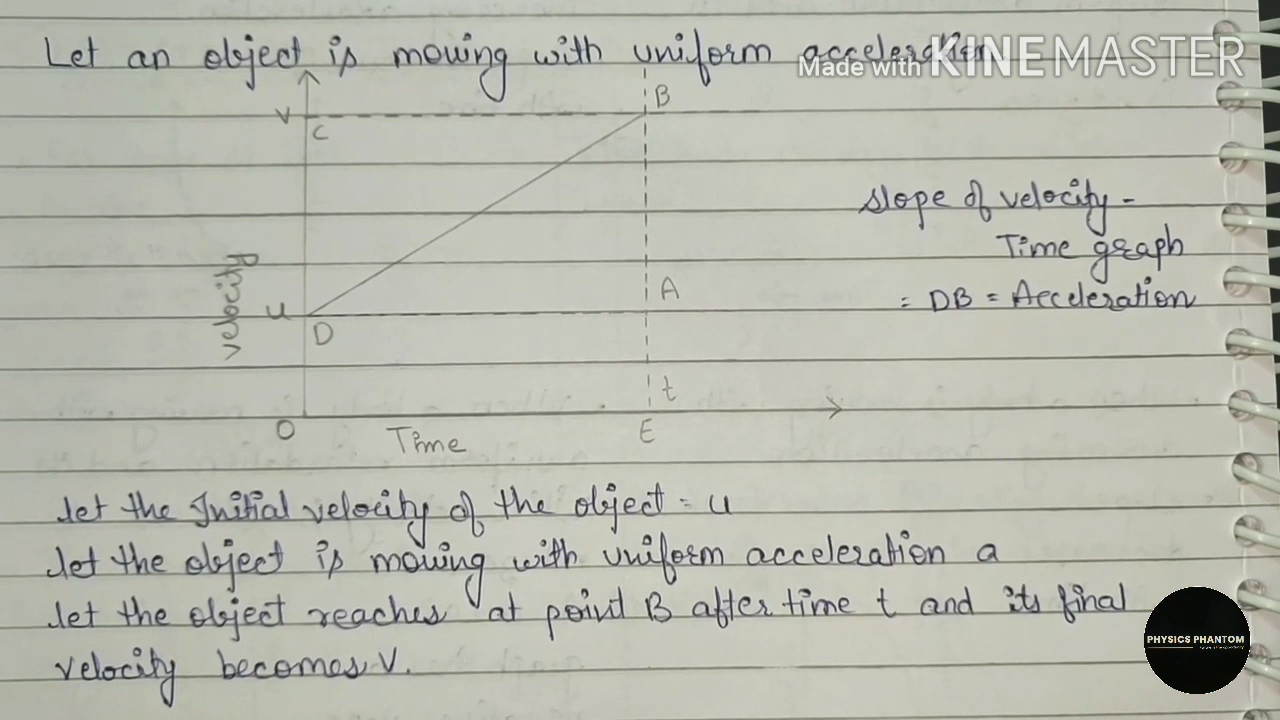 Let an object is moving with uniform acceleration
Made with KINEMASTER
B
V
C
slope of velocity -
Time graph
= DB = Acceleration
velocity
A
u
D
t
O
Time
E
let the Initial velocity of the object = u
let the object is moving with uniform acceleration a
let the object reaches at point B after time t and its final
velocity becomes V.
PHYSICS PHANTOM